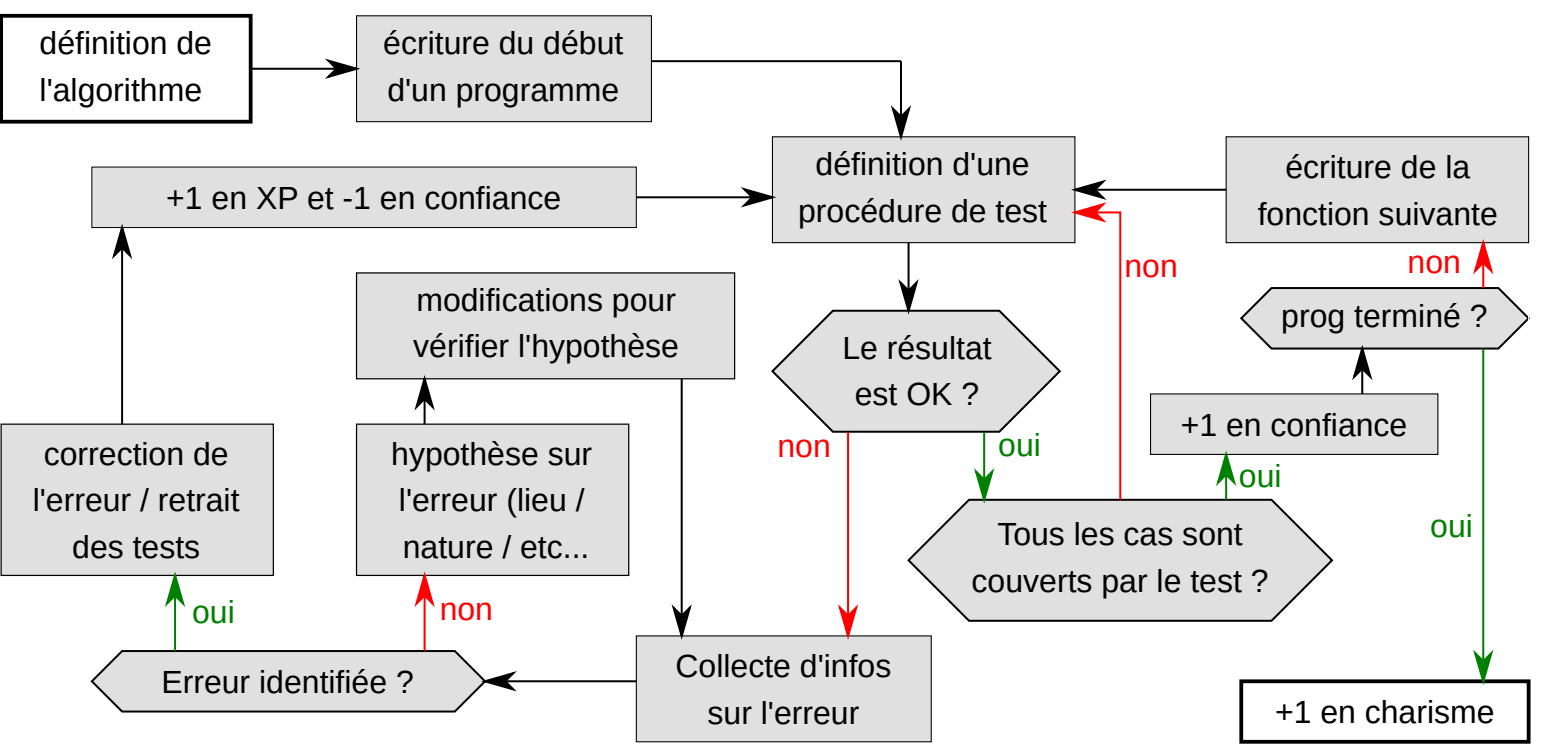 définition de
l'algorithme
écriture du début
d'un programme
définition d'une
procédure de test
écriture de la
fonction suivante
+1 en XP et -1 en confiance
non
non
modifications pour
vérifier l'hypothèse
Le résultat
est OK ?
prog terminé ?
+1 en confiance
non
oui
oui
correction de
l'erreur / retrait
des tests
hypothèse sur
l'erreur (lieu /
nature / etc...
Tous les cas sont
couverts par le test ?
oui
oui
non
Erreur identifiée ?
Collecte d'infos
sur l'erreur
+1 en charisme